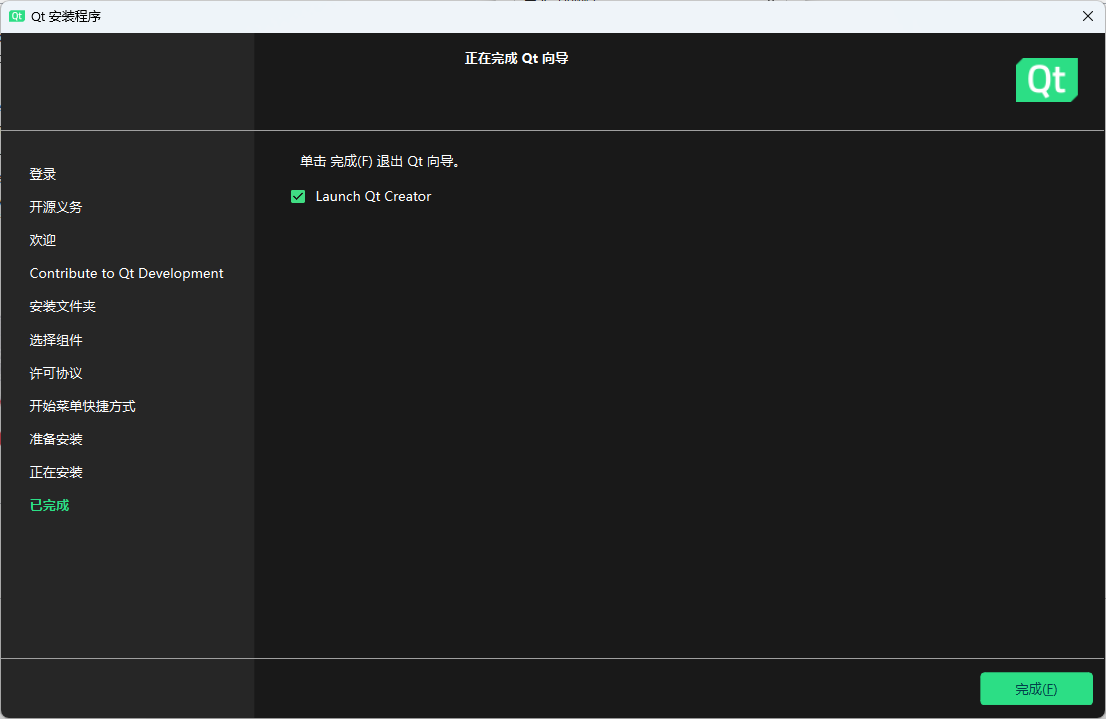 Qt 安装程序
正在完成 Qt 向导
Qt
单击 完成(F) 退出 Qt 向导。
Launch Qt Creator
登录
开源义务
欢迎
Contribute to Qt Development
安装文件夹
选择组件
许可协议
开始菜单快捷方式
准备安装
正在安装
已完成
完成(F)